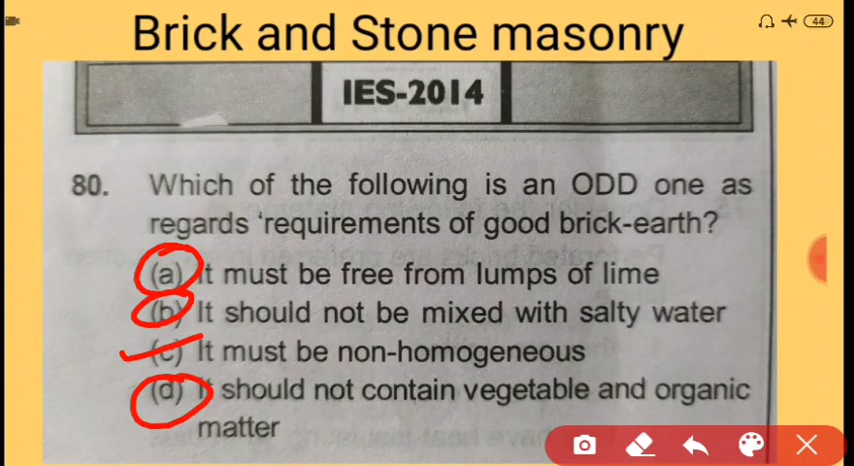 Brick and Stone masonry
44
IES-2014
80. Which of the following is an ODD one as
regards ‘requirements of good brick-earth?
(a) It must be free from lumps of lime
(b) It should not be mixed with salty water
(c) It must be non-homogeneous
(d) It should not contain vegetable and organic
matter